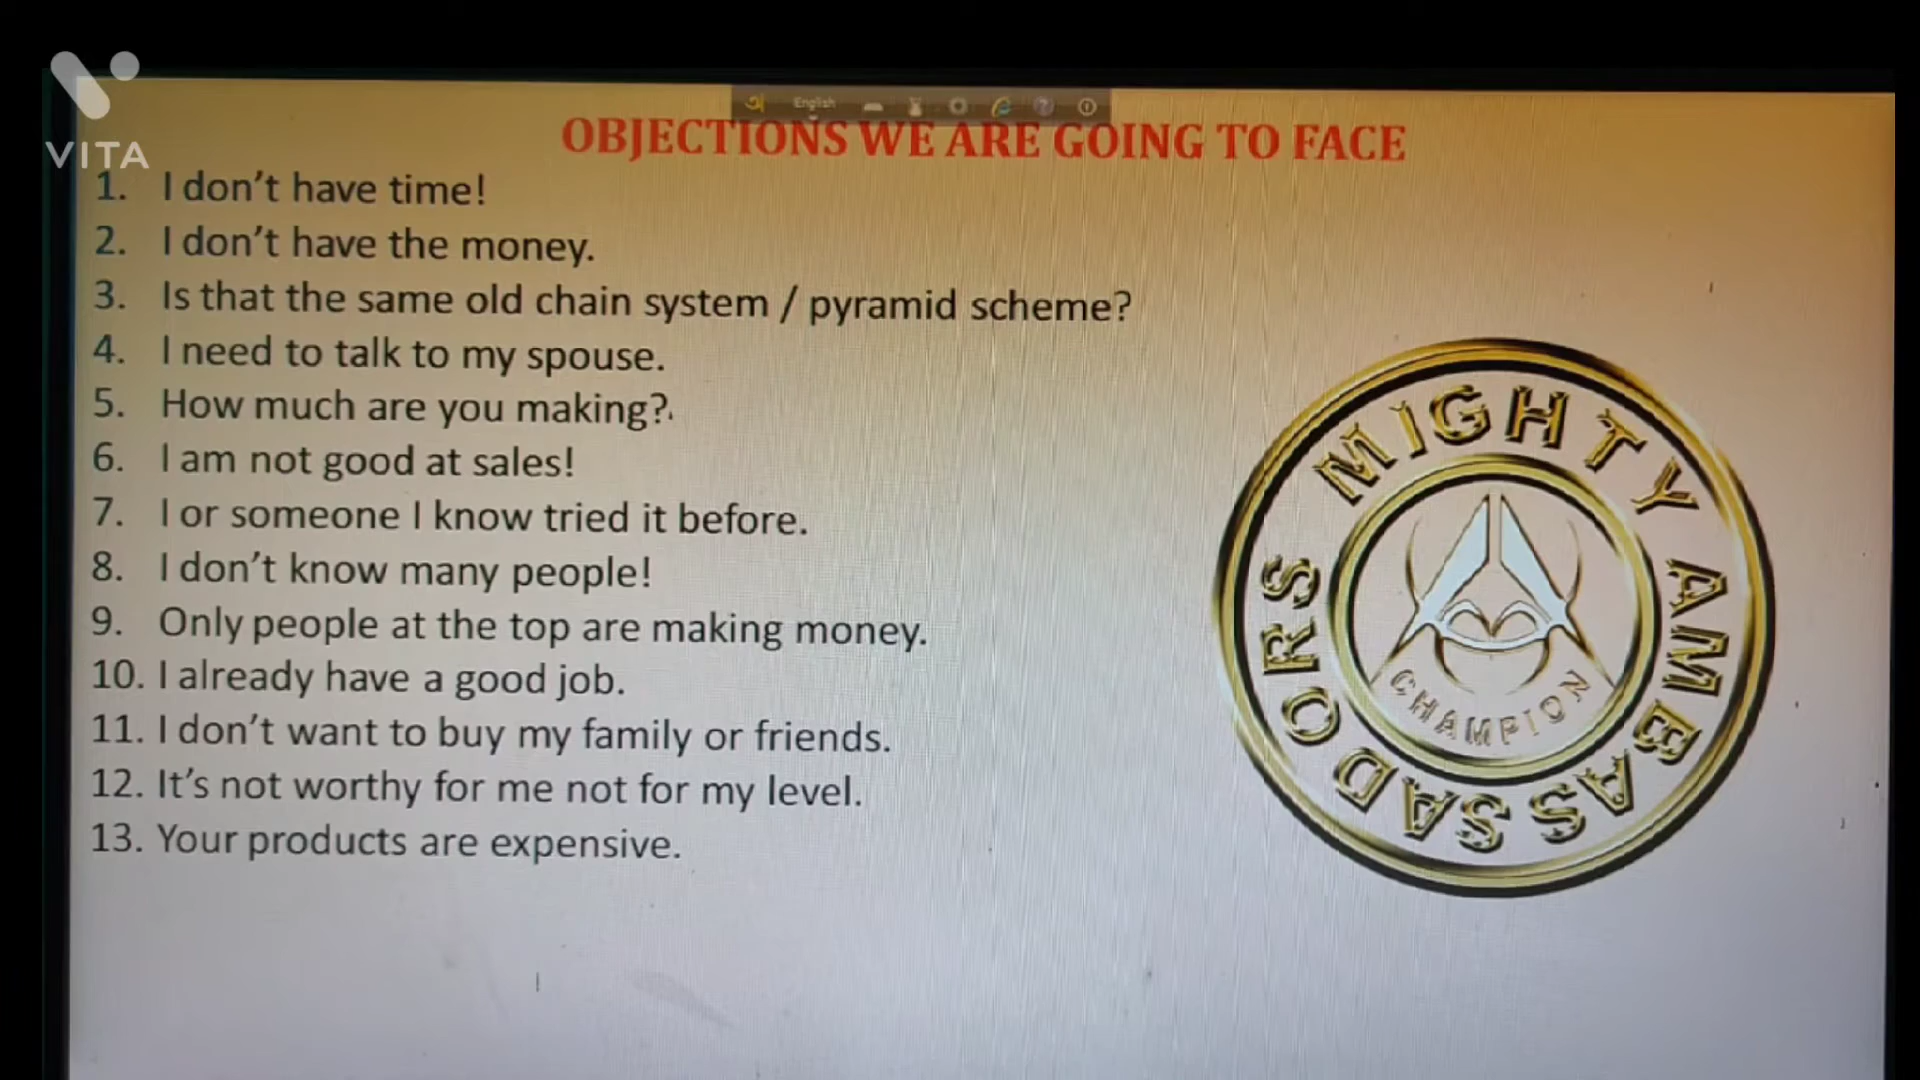 VITA
English
OBJECTIONS WE ARE GOING TO FACE
1. I don't have time!
2. I don't have the money.
3. Is that the same old chain system / pyramid scheme?
4. I need to talk to my spouse.
5. How much are you making?.
6. I am not good at sales!
7. I or someone I know tried it before.
8. I don't know many people!
9. Only people at the top are making money.
10. I already have a good job.
11. I don't want to buy my family or friends.
12. It's not worthy for me not for my level.
13. Your products are expensive.
MIGHTY AMBASSADORS
CHAMPION